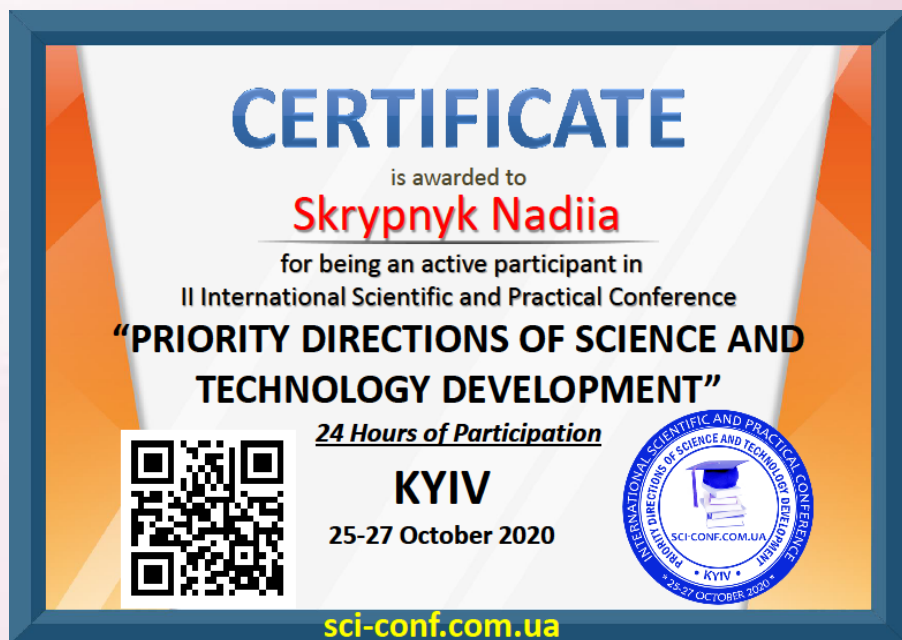 CERTIFICATE
is awarded to
Skrypnyk Nadiia
for being an active participant in
II International Scientific and Practical Conference
“PRIORITY DIRECTIONS OF SCIENCE AND
TECHNOLOGY DEVELOPMENT”
24 Hours of Participation
KYIV
25-27 October 2020
INTERNATIONAL SCIENTIFIC AND PRACTICAL CONFERENCE
PRIORITY DIRECTIONS OF SCIENCE AND TECHNOLOGY DEVELOPMENT
SCI-CONF.COM.UA
• KYIV •
* 25-27 OCTOBER 2020 *
sci-conf.com.ua